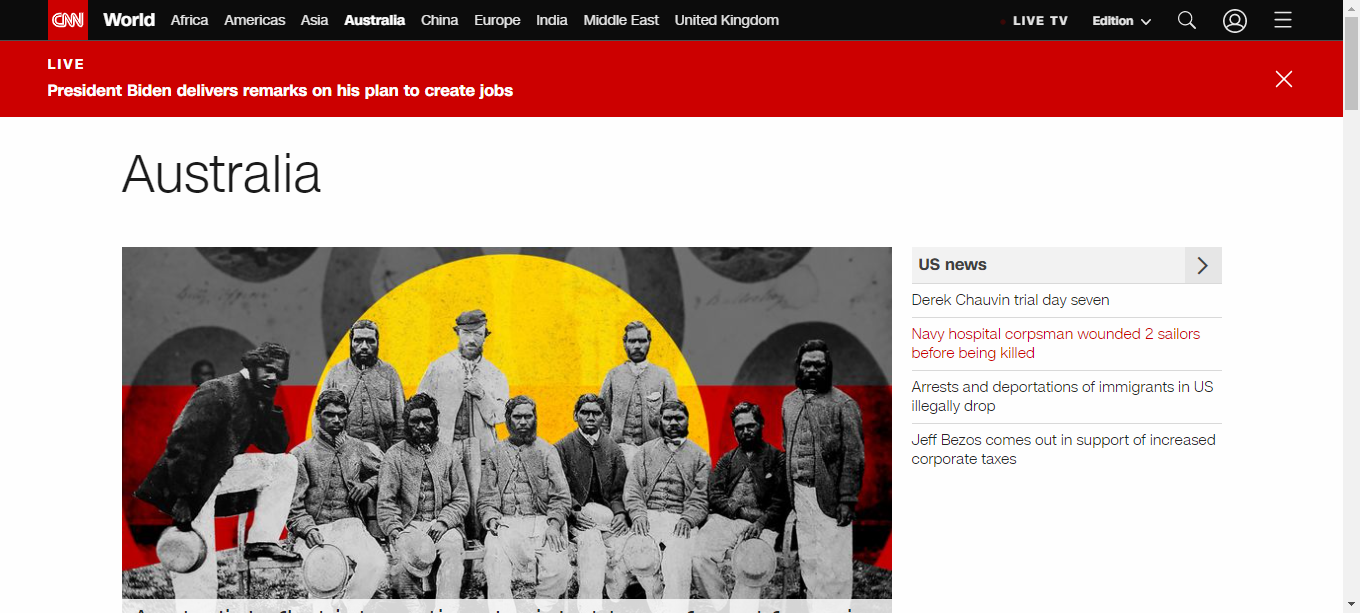 CNN World Africa Americas Asia Australia China Europe India Middle East United Kingdom LIVE TV Edition
LIVE
President Biden delivers remarks on his plan to create jobs
Australia
US news
Derek Chauvin trial day seven
Navy hospital corpsman wounded 2 sailors
before being killed
Arrests and deportations of immigrants in US
illegally drop
Jeff Bezos comes out in support of increased
corporate taxes